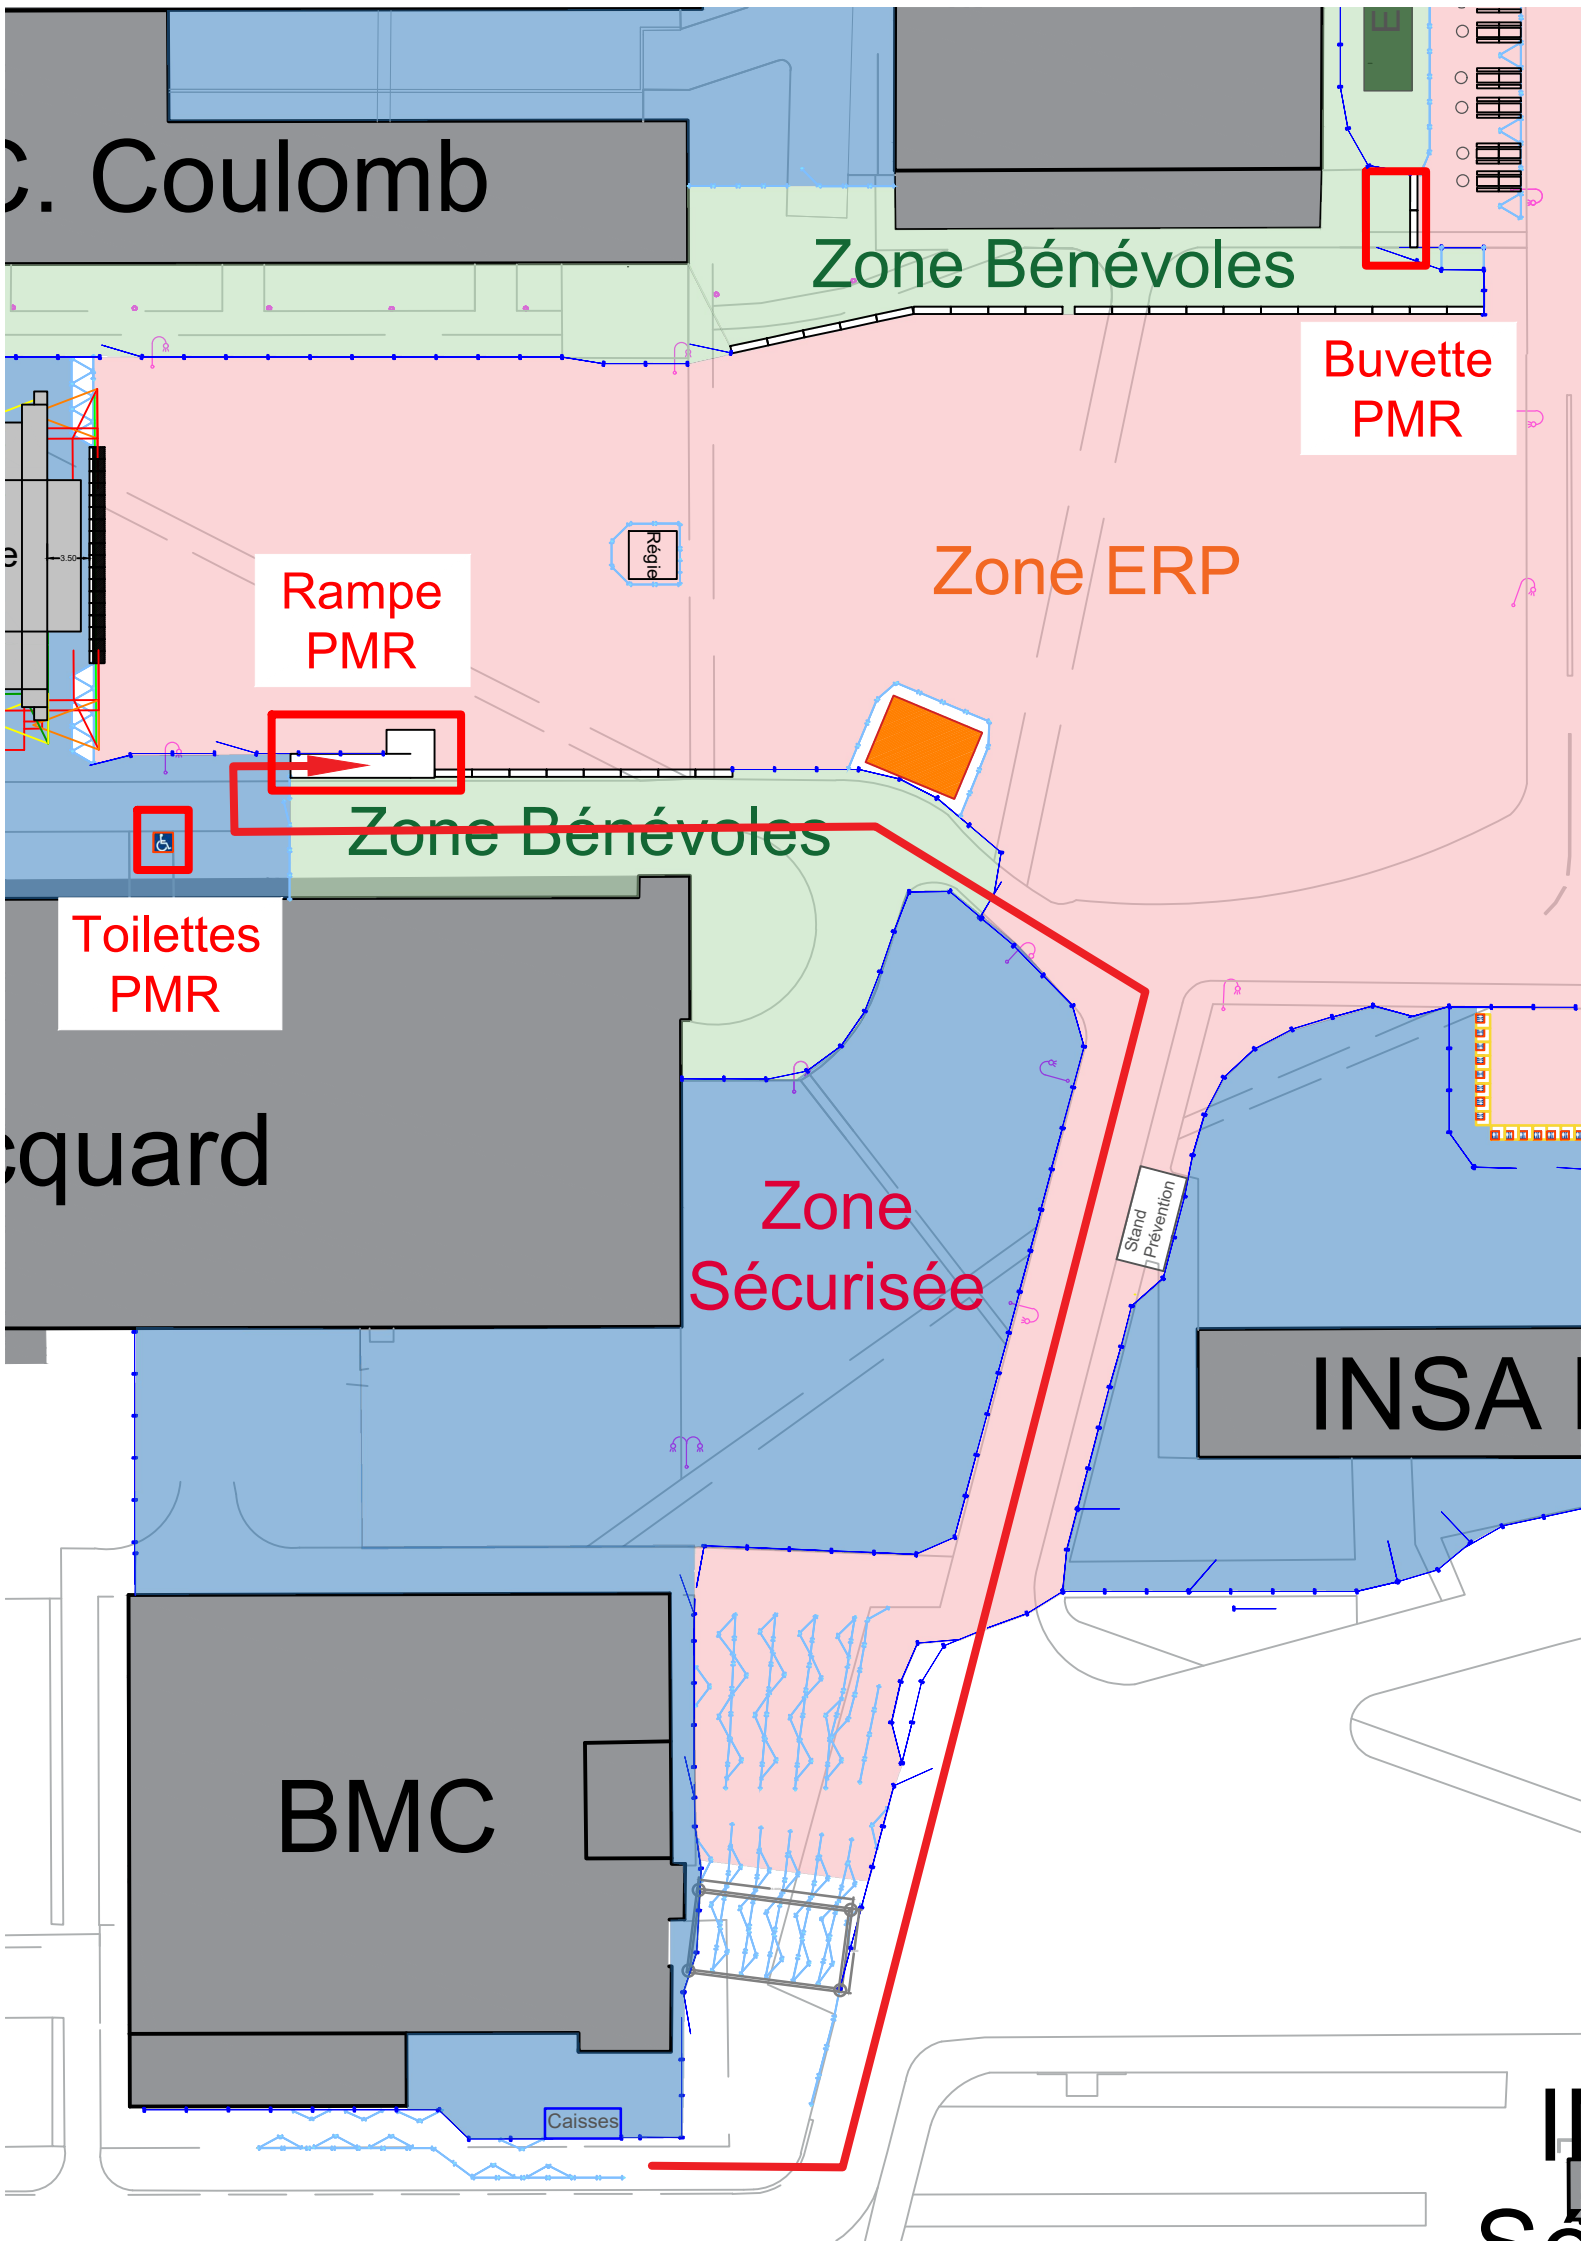 E
C. Coulomb
Zone Bénévoles
Buvette
PMR
Régie
Zone ERP
e
3.50
Rampe
PMR
Zone Bénévoles
Toilettes
PMR
cquard
Zone
Sécurisée
Stand
Prévention
INSA
BMC
Caisses
Sé